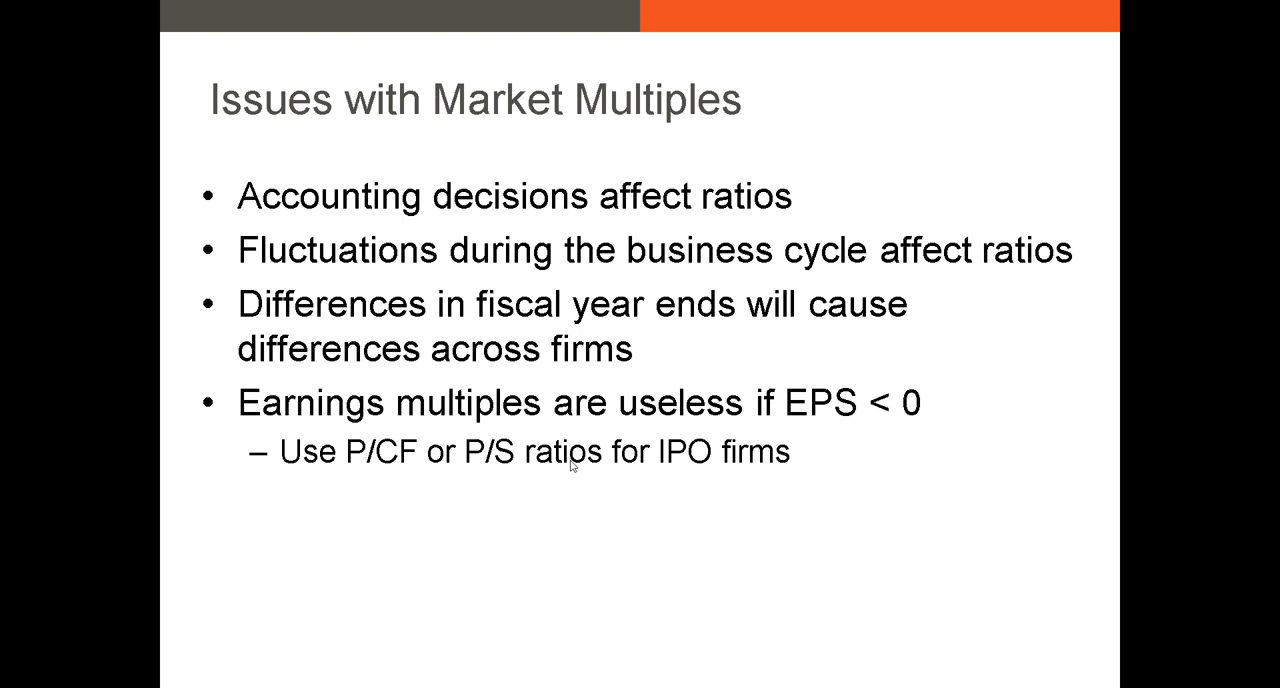 Issues with Market Multiples
• Accounting decisions affect ratios
• Fluctuations during the business cycle affect ratios
• Differences in fiscal year ends will cause
differences across firms
• Earnings multiples are useless if EPS < 0
– Use P/CF or P/S ratios for IPO firms